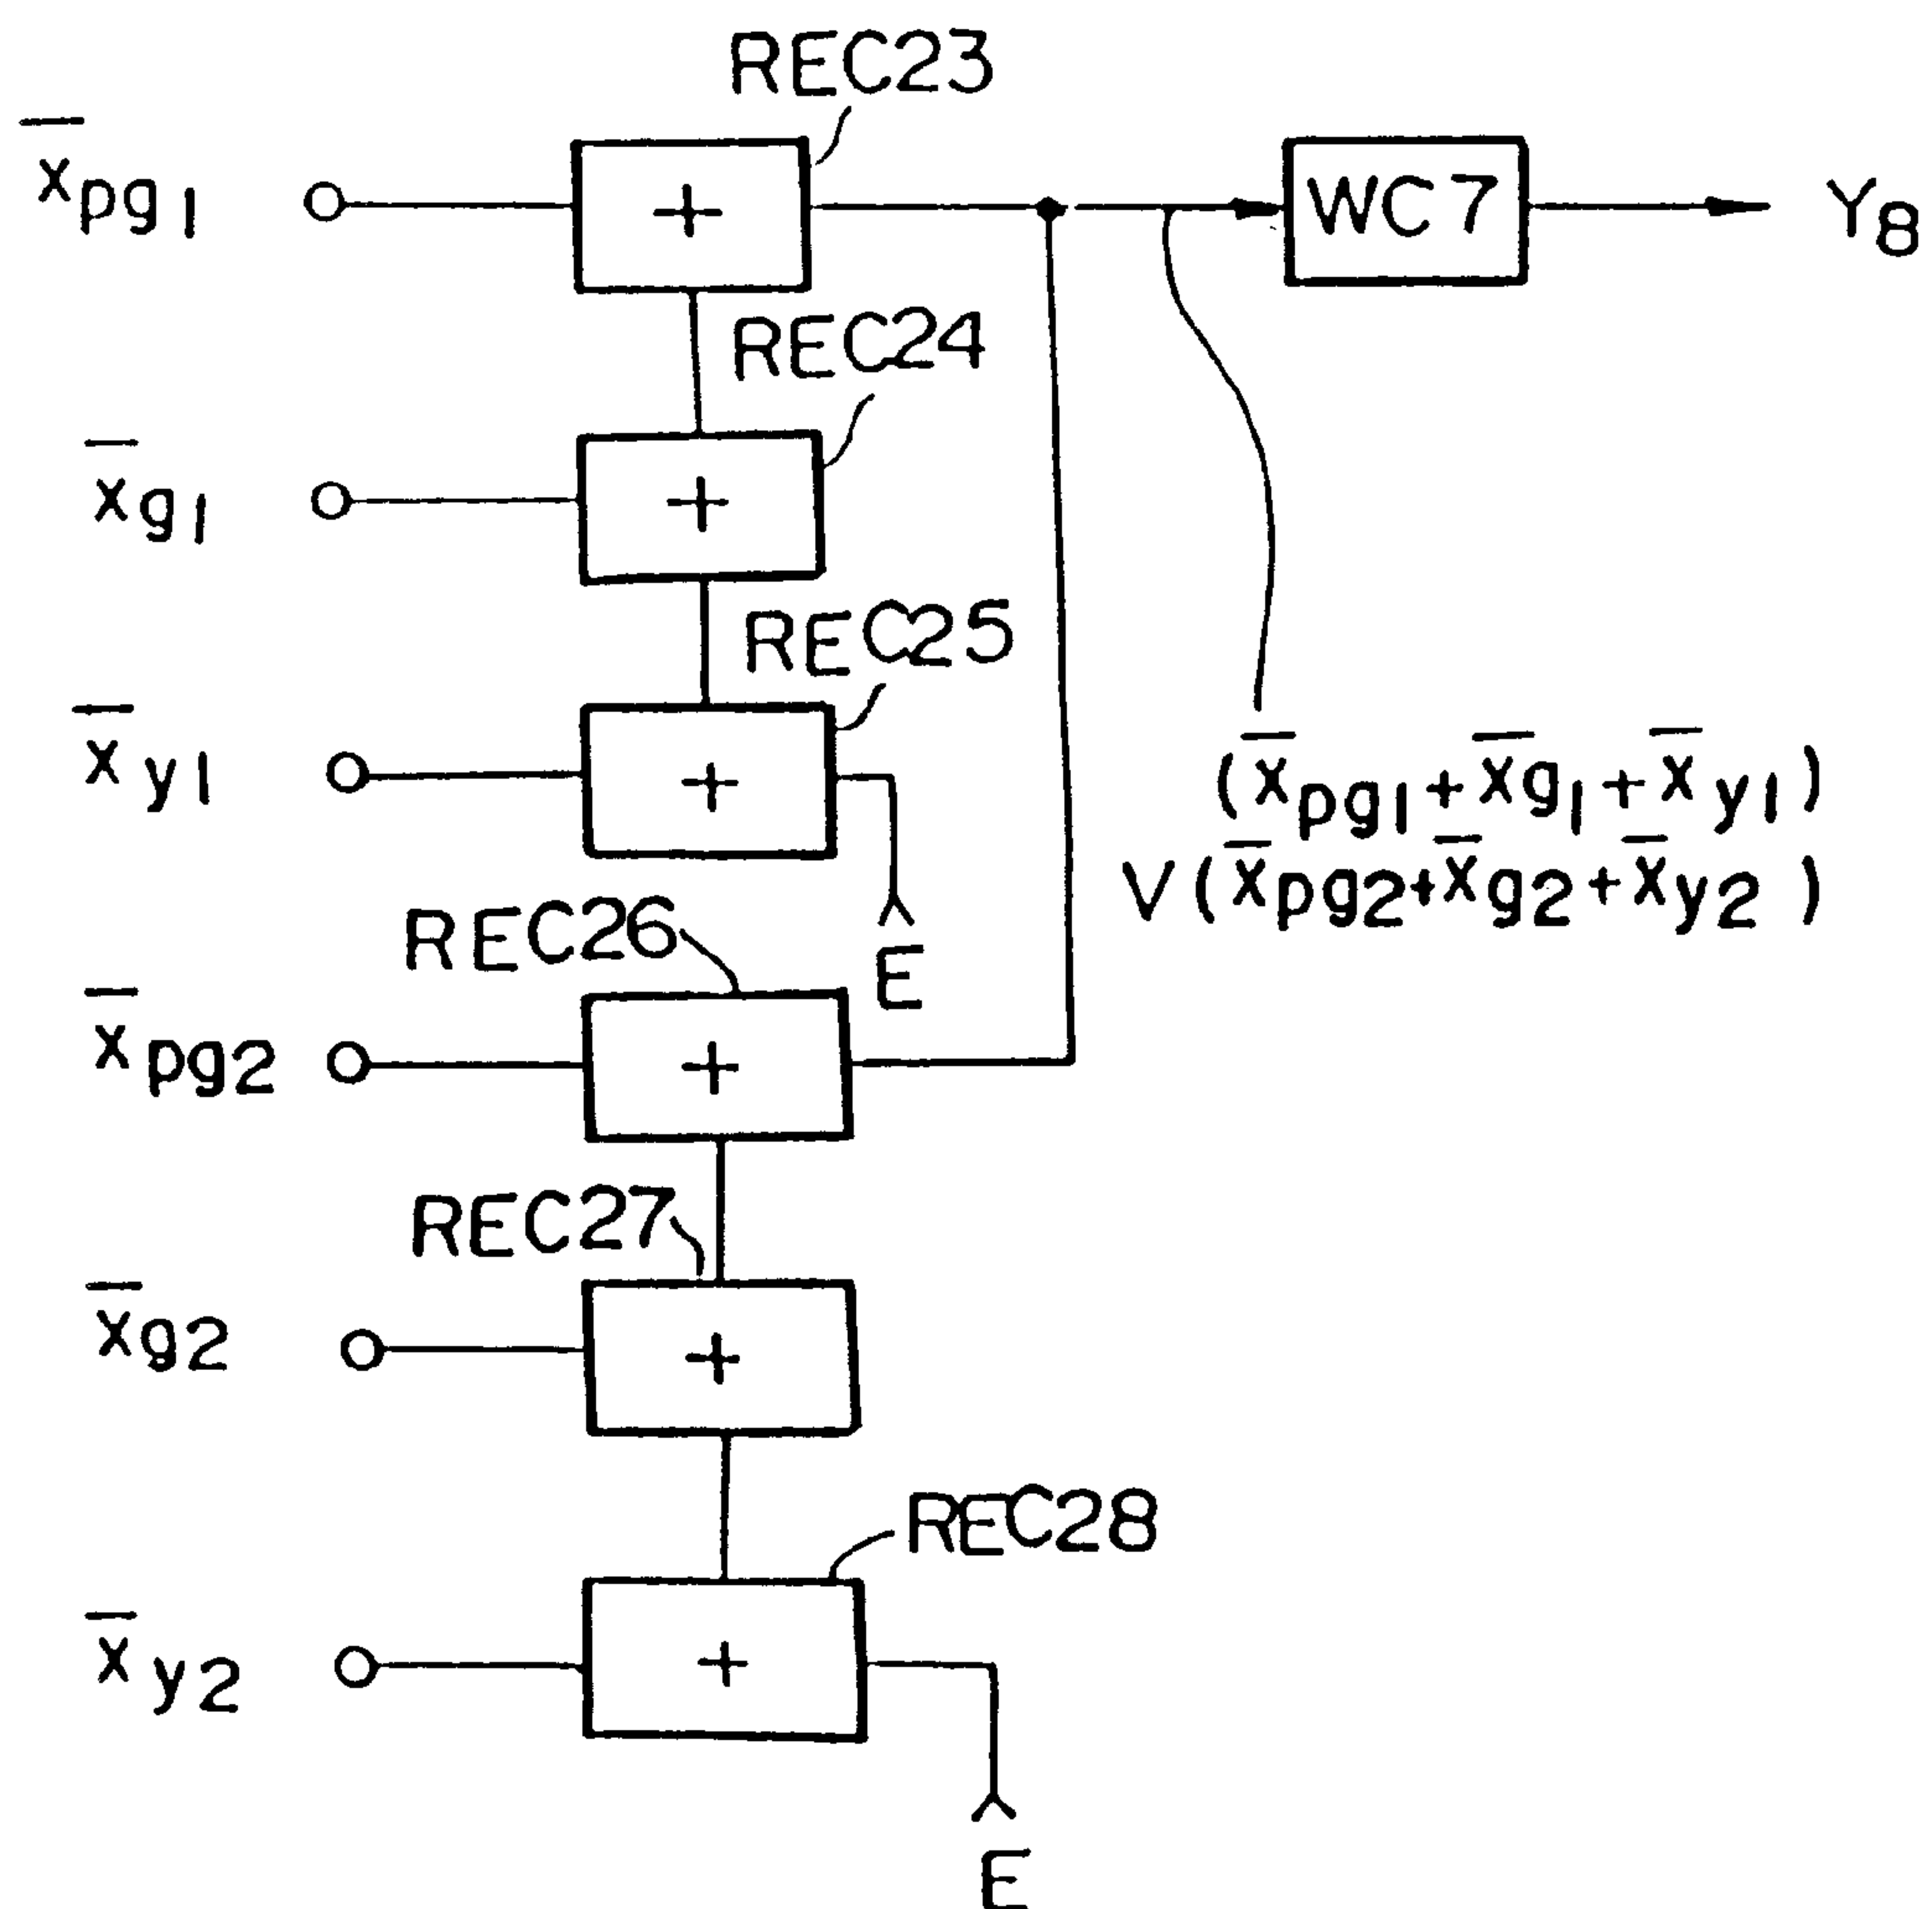 REC23
x̄pg1
+
WC7
Y8
REC24
x̄g1
+
REC25
x̄y1
+
E
(x̄pg1+x̄g1+x̄y1)
V(x̄pg2+x̄g2+x̄y2)
REC26
x̄pg2
+
REC27
x̄g2
+
REC28
x̄y2
+
E